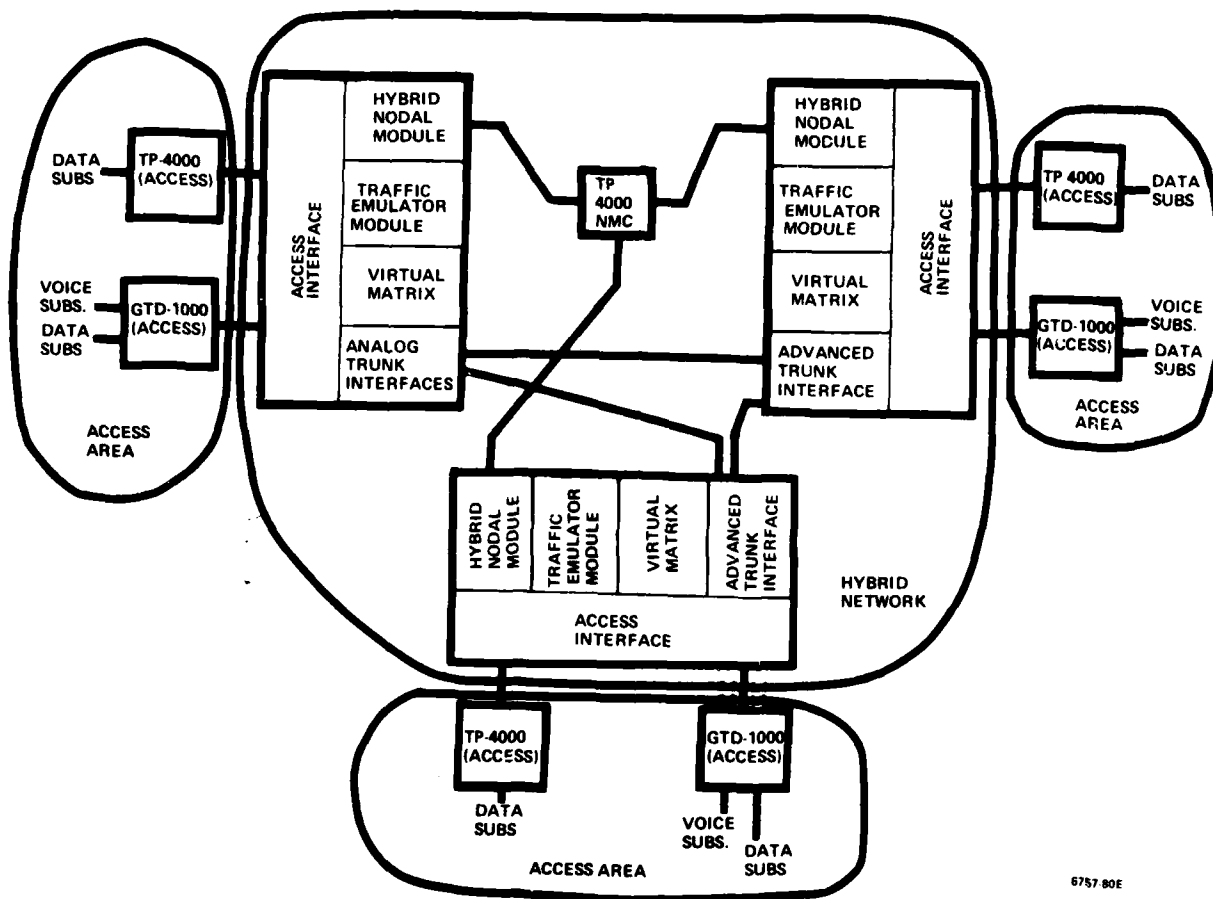 DATA
SUBS
TP-4000
(ACCESS)
VOICE
SUBS.
DATA
SUBS
GTD-1000
(ACCESS)
ACCESS
AREA
ACCESS
INTERFACE
HYBRID
NODAL
MODULE
TRAFFIC
EMULATOR
MODULE
VIRTUAL
MATRIX
ANALOG
TRUNK
INTERFACES
TP
4000
NMC
HYBRID
NODAL
MODULE
TRAFFIC
EMULATOR
MODULE
VIRTUAL
MATRIX
ADVANCED
TRUNK
INTERFACE
ACCESS
INTERFACE
TP 4000
(ACCESS)
DATA
SUBS
GTD-1000
(ACCESS)
VOICE
SUBS.
DATA
SUBS
ACCESS
AREA
HYBRID
NODAL
MODULE
TRAFFIC
EMULATOR
MODULE
VIRTUAL
MATRIX
ADVANCED
TRUNK
INTERFACE
ACCESS
INTERFACE
HYBRID
NETWORK
TP-4000
(ACCESS)
DATA
SUBS
GTD-1000
(ACCESS)
VOICE
SUBS.
DATA
SUBS
ACCESS AREA
6757-80E